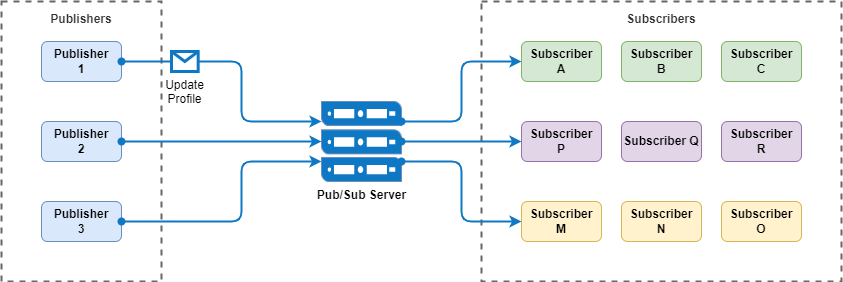 Publishers
Subscribers
Publisher
1
Update
Profile
Subscriber
A
Subscriber
B
Subscriber
C
Publisher
2
Subscriber
P
Subscriber Q
Subscriber
R
Pub/Sub Server
Publisher
3
Subscriber
M
Subscriber
N
Subscriber
O